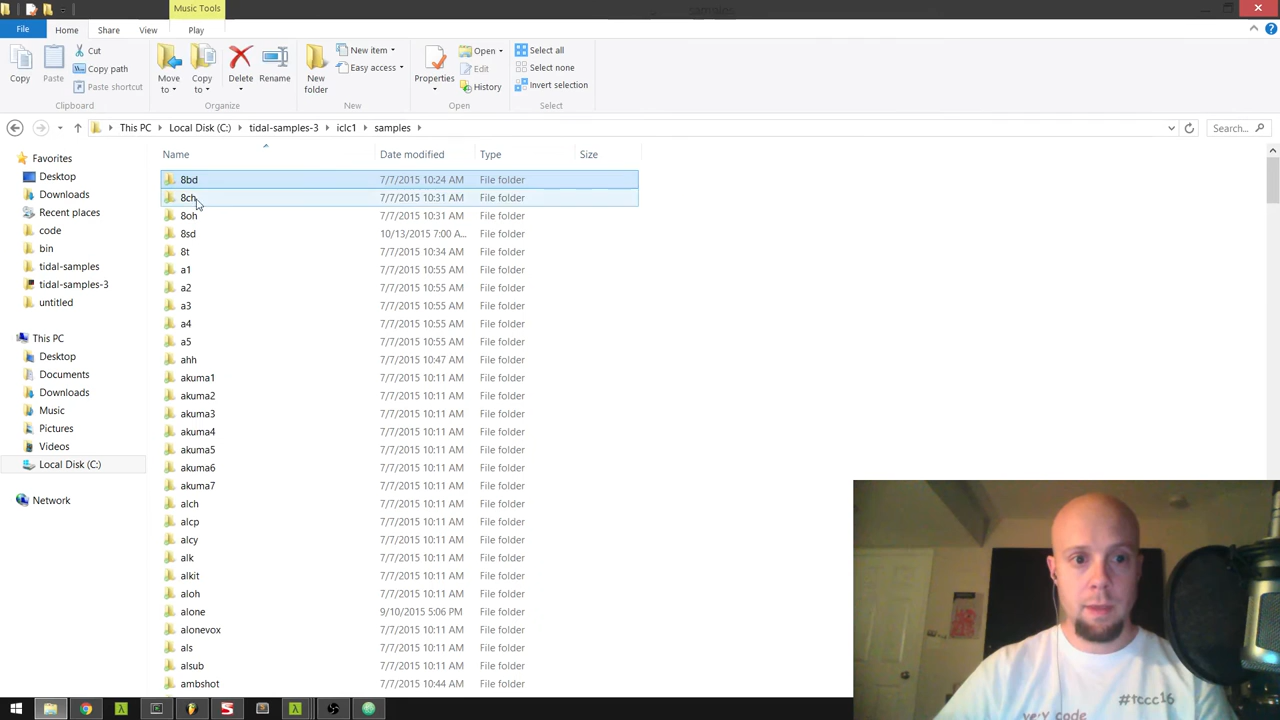 Music Tools
samples
File
Home
Share
View
Play
Copy
Paste
Cut
Copy path
Paste shortcut
Clipboard
Move to
Copy to
Delete
Rename
Organize
New folder
New item
Easy access
New
Properties
Open
Edit
History
Open
Select all
Select none
Invert selection
Select
This PC
Local Disk (C:)
tidal-samples-3
iclc1
samples
Search...
Name
Date modified
Type
Size
Favorites
Desktop
Downloads
Recent places
code
bin
tidal-samples
tidal-samples-3
untitled
This PC
Desktop
Documents
Downloads
Music
Pictures
Videos
Local Disk (C:)
Network
8bd 7/7/2015 10:24 AM File folder
8ch 7/7/2015 10:31 AM File folder
8oh 7/7/2015 10:31 AM File folder
8sd 10/13/2015 7:00 A... File folder
8t 7/7/2015 10:34 AM File folder
a1 7/7/2015 10:55 AM File folder
a2 7/7/2015 10:55 AM File folder
a3 7/7/2015 10:55 AM File folder
a4 7/7/2015 10:55 AM File folder
a5 7/7/2015 10:55 AM File folder
ahh 7/7/2015 10:47 AM File folder
akuma1 7/7/2015 10:11 AM File folder
akuma2 7/7/2015 10:11 AM File folder
akuma3 7/7/2015 10:11 AM File folder
akuma4 7/7/2015 10:11 AM File folder
akuma5 7/7/2015 10:11 AM File folder
akuma6 7/7/2015 10:11 AM File folder
akuma7 7/7/2015 10:11 AM File folder
alch 7/7/2015 10:11 AM File folder
alcp 7/7/2015 10:11 AM File folder
alcy 7/7/2015 10:11 AM File folder
alk 7/7/2015 10:11 AM File folder
alkit 7/7/2015 10:11 AM File folder
aloh 7/7/2015 10:11 AM File folder
alone 9/10/2015 5:06 PM File folder
alonevox 7/7/2015 10:11 AM File folder
als 7/7/2015 10:11 AM File folder
alsub 7/7/2015 10:11 AM File folder
ambshot 7/7/2015 10:44 AM File folder
#tccc16
very code